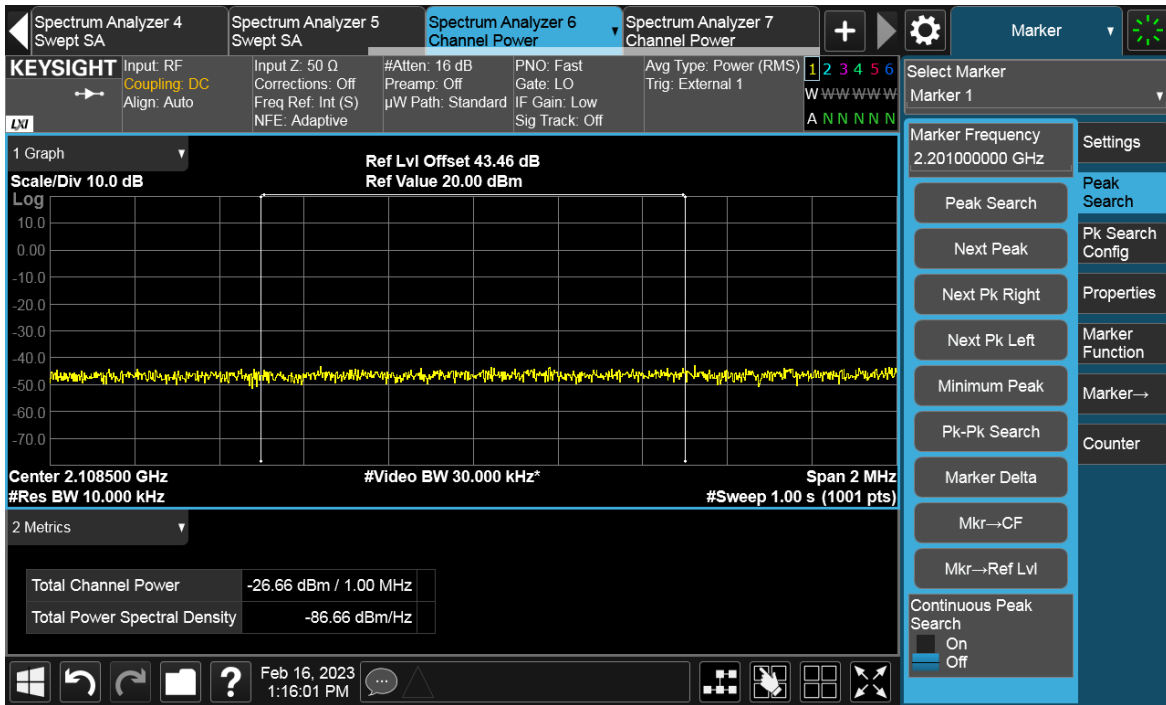 Spectrum Analyzer 4
Swept SA
Spectrum Analyzer 5
Swept SA
Spectrum Analyzer 6
Channel Power
Spectrum Analyzer 7
Channel Power
+
Marker
KEYSIGHT
LXI
Input: RF
Coupling: DC
Align: Auto
Input Z: 50 Ω
Corrections: Off
Freq Ref: Int (S)
NFE: Adaptive
#Atten: 16 dB
Preamp: Off
µW Path: Standard
PNO: Fast
Gate: LO
IF Gain: Low
Sig Track: Off
Avg Type: Power (RMS)
Trig: External 1
1 2 3 4 5 6
W W W W W W
A N N N N N
Select Marker
Marker 1
1 Graph
Ref Lvl Offset 43.46 dB
Scale/Div 10.0 dB
Ref Value 20.00 dBm
Log
10.0
0.00
-10.0
-20.0
-30.0
-40.0
-50.0
-60.0
-70.0
Center 2.108500 GHz
#Video BW 30.000 kHz*
Span 2 MHz
#Res BW 10.000 kHz
#Sweep 1.00 s (1001 pts)
2 Metrics
Total Channel Power -26.66 dBm / 1.00 MHz
Total Power Spectral Density -86.66 dBm/Hz
Marker Frequency
2.201000000 GHz
Peak Search
Next Peak
Next Pk Right
Next Pk Left
Minimum Peak
Pk-Pk Search
Marker Delta
Mkr→CF
Mkr→Ref Lvl
Continuous Peak
Search
On
Off
Settings
Peak
Search
Pk Search
Config
Properties
Marker
Function
Marker→
Counter
?
Feb 16, 2023
1:16:01 PM